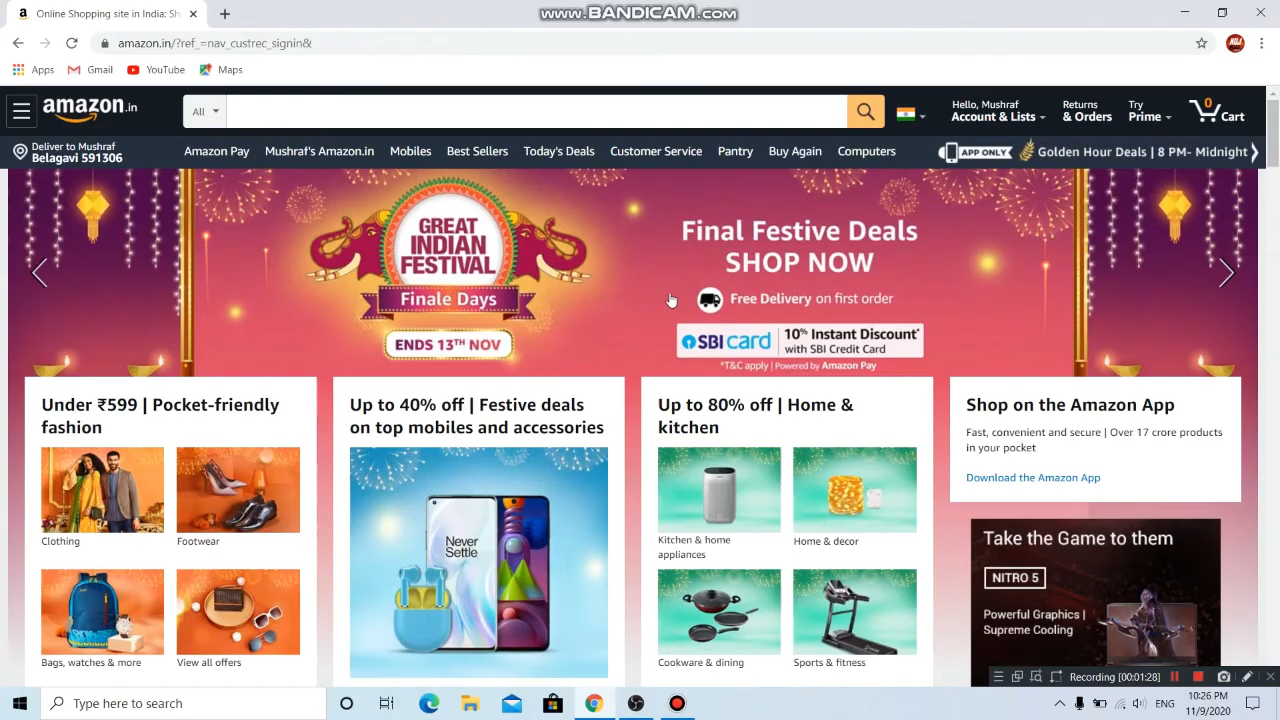 www.BANDICAM.com
a Online Shopping site in India: Sh
amazon.in/?ref_=nav_custrec_signin&
Apps Gmail YouTube Maps
amazon.in All Hello, Mushraf Account & Lists Returns & Orders Try Prime 0 Cart
Deliver to Mushraf
Belagavi 591306
Amazon Pay Mushraf's Amazon.in Mobiles Best Sellers Today's Deals Customer Service Pantry Buy Again Computers APP ONLY Golden Hour Deals | 8 PM- Midnight
GREAT
INDIAN
FESTIVAL
Finale Days
ENDS 13TH NOV
Final Festive Deals
SHOP NOW
Free Delivery on first order
SBI card 10% Instant Discount*
with SBI Credit Card
*T&C apply | Powered by Amazon Pay
Under ₹599 | Pocket-friendly
fashion
Clothing
Footwear
Bags, watches & more
View all offers
Up to 40% off | Festive deals
on top mobiles and accessories
Never
Settle
Up to 80% off | Home &
kitchen
Kitchen & home
appliances
Home & decor
Cookware & dining
Sports & fitness
Shop on the Amazon App
Fast, convenient and secure | Over 17 crore products
in your pocket
Download the Amazon App
Take the Game to them
NITRO 5
Powerful Graphics |
Supreme Cooling
Recording [00:01:28]
Type here to search
ENG
10:26 PM
11/9/2020